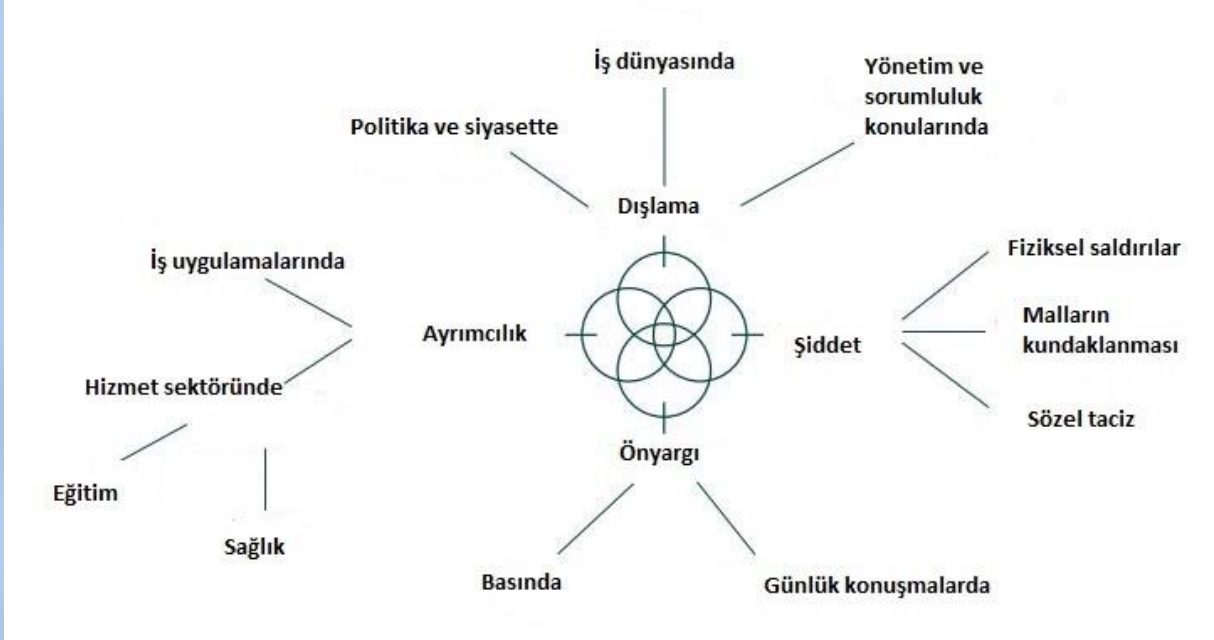 İş dünyasında
Yönetim ve
sorumluluk
konularında
Politika ve siyasette
Dışlama
İş uygulamalarında
Fiziksel saldırılar
Ayrımcılık
Şiddet
Malların
kundaklanması
Hizmet sektöründe
Sözel taciz
Önyargı
Eğitim
Sağlık
Basında
Günlük konuşmalarda